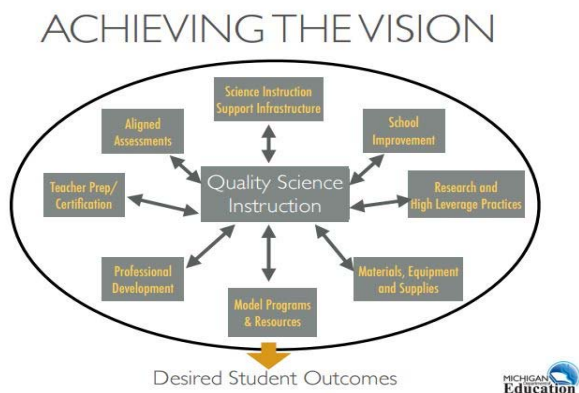 ACHIEVING THE VISION
Science Instruction
Support Infrastructure
Aligned
Assessments
School
Improvement
Teacher Prep/
Certification
Quality Science
Instruction
Research and
High Leverage Practices
Professional
Development
Materials, Equipment
and Supplies
Model Programs
& Resources
Desired Student Outcomes
MICHIGAN
Education